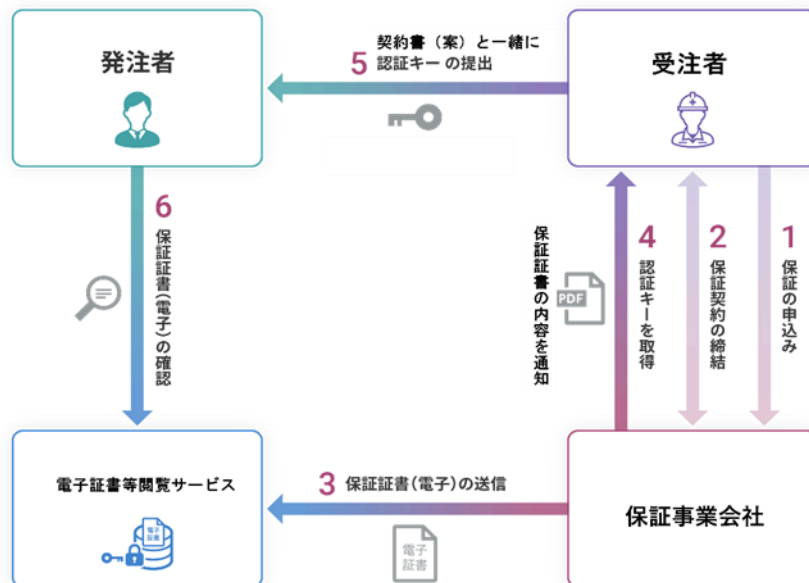 発注者
5
契約書（案）と一緒に
認証キー の提出
受注者
6
保証証書(電子)の確認
保証証書の内容を通知
PDF
4
認証キーを取得
2
保証契約の締結
1
保証の申込み
電子証書等閲覧サービス
電子
証書
3 保証証書(電子)の送信
電子
証書
保証事業会社